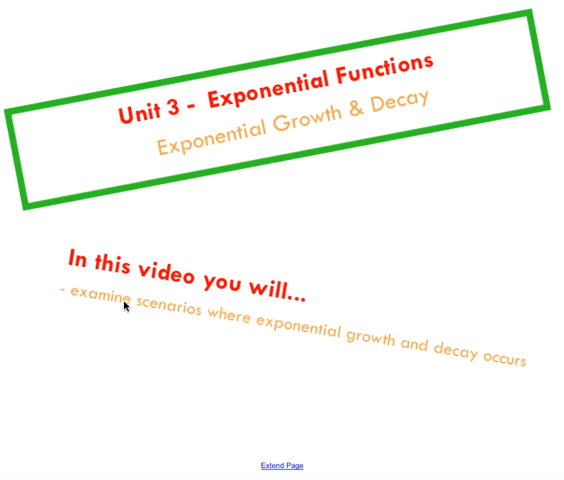 Unit 3 - Exponential Functions
Exponential Growth & Decay
In this video you will...
- examine scenarios where exponential growth and decay occurs
Extend Page